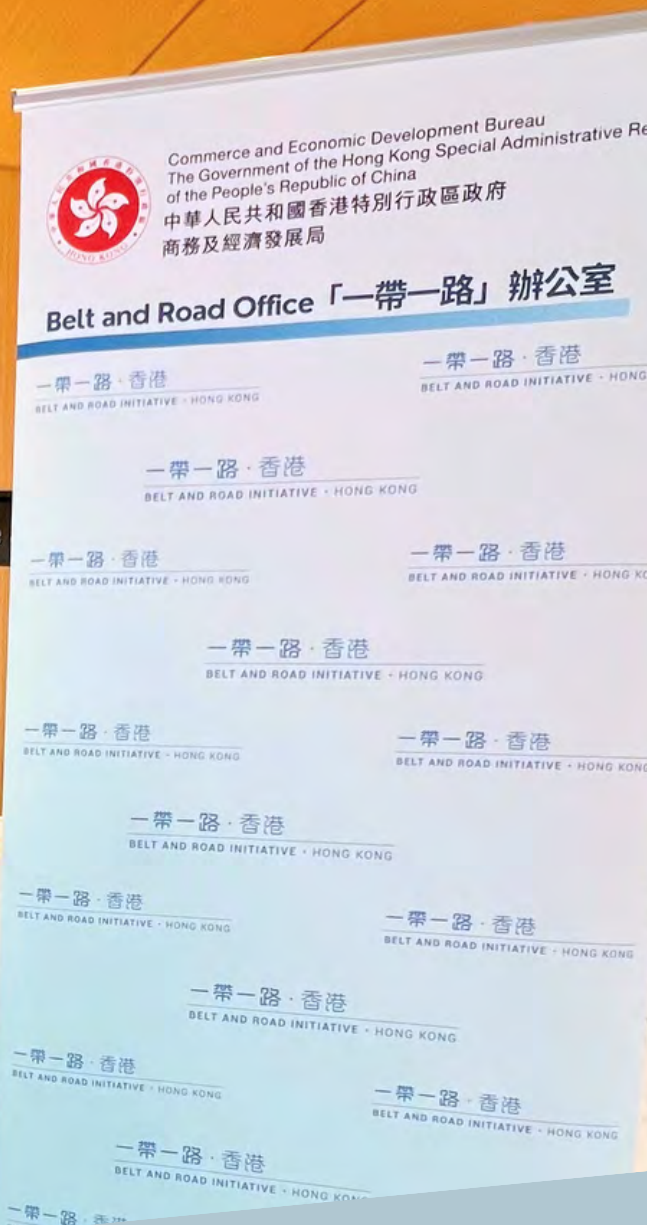 Commerce and Economic Development Bureau
The Government of the Hong Kong Special Administrative Re
of the People's Republic of China
中華人民共和國香港特別行政區政府
商務及經濟發展局
HONG KONG
Belt and Road Office「一帶一路」辦公室
一帶一路·香港
BELT AND ROAD INITIATIVE · HONG KONG
一帶一路·香港
BELT AND ROAD INITIATIVE · HONG
一帶一路·香港
BELT AND ROAD INITIATIVE · HONG KONG
一帶一路·香港
BELT AND ROAD INITIATIVE · HONG KONG
一帶一路·香港
BELT AND ROAD INITIATIVE · HONG KO
一帶一路·香港
BELT AND ROAD INITIATIVE · HONG KONG
一帶一路·香港
BELT AND ROAD INITIATIVE · HONG KONG
一帶一路·香港
BELT AND ROAD INITIATIVE · HONG KONG
一帶一路·香港
BELT AND ROAD INITIATIVE · HONG KONG
一帶一路·香港
BELT AND ROAD INITIATIVE · HONG KONG
一帶一路·香港
BELT AND ROAD INITIATIVE · HONG KONG
一帶一路·香港
BELT AND ROAD INITIATIVE · HONG KONG
一帶一路·香港
BELT AND ROAD INITIATIVE · HONG KONG
一帶一路·香港
BELT AND ROAD INITIATIVE · HONG KONG
一帶一路·香港
BELT AND ROAD INITIATIVE · HONG KON
一帶一路